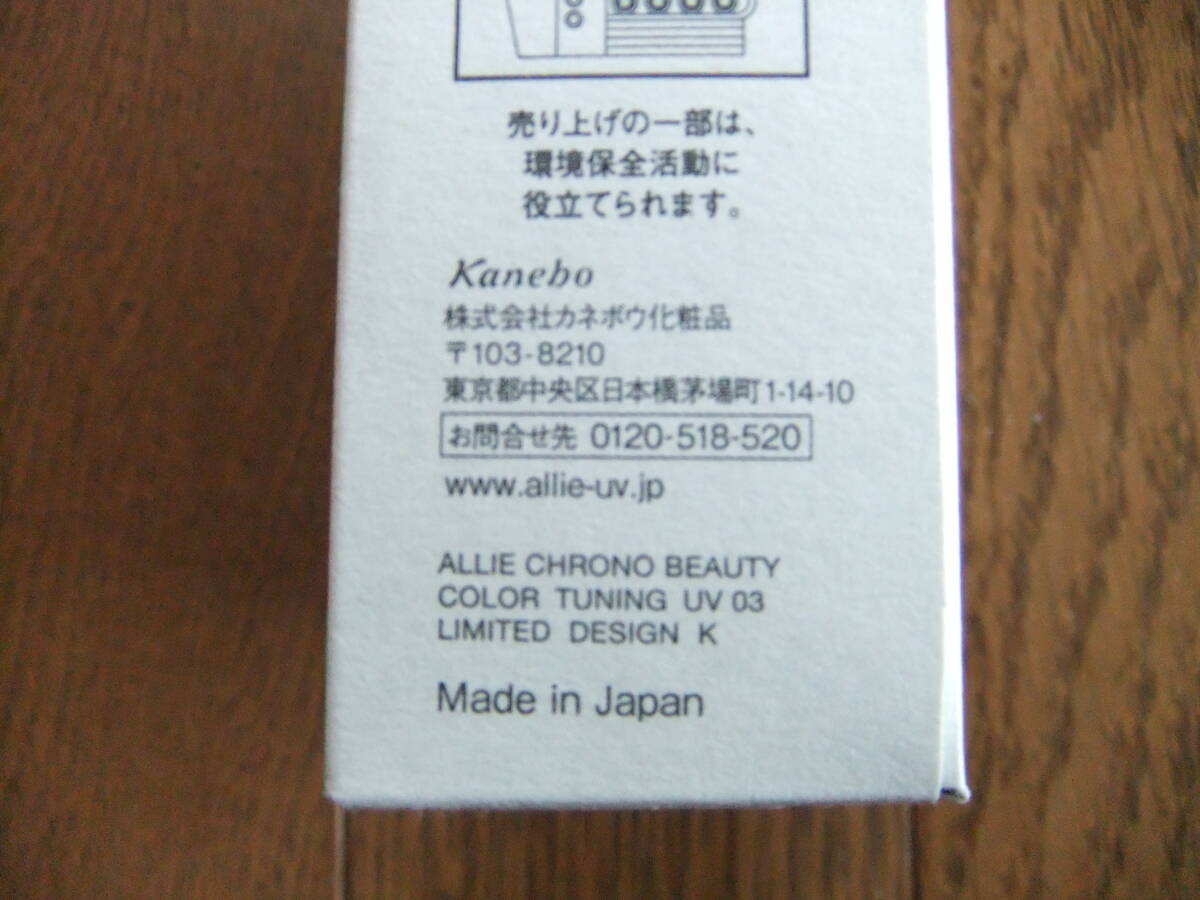 売り上げの一部は、
環境保全活動に
役立てられます。
Kanebo
株式会社カネボウ化粧品
〒103-8210
東京都中央区日本橋茅場町1-14-10
お問合せ先 0120-518-520
www.allie-uv.jp
ALLIE CHRONO BEAUTY
COLOR TUNING UV 03
LIMITED DESIGN K
Made in Japan